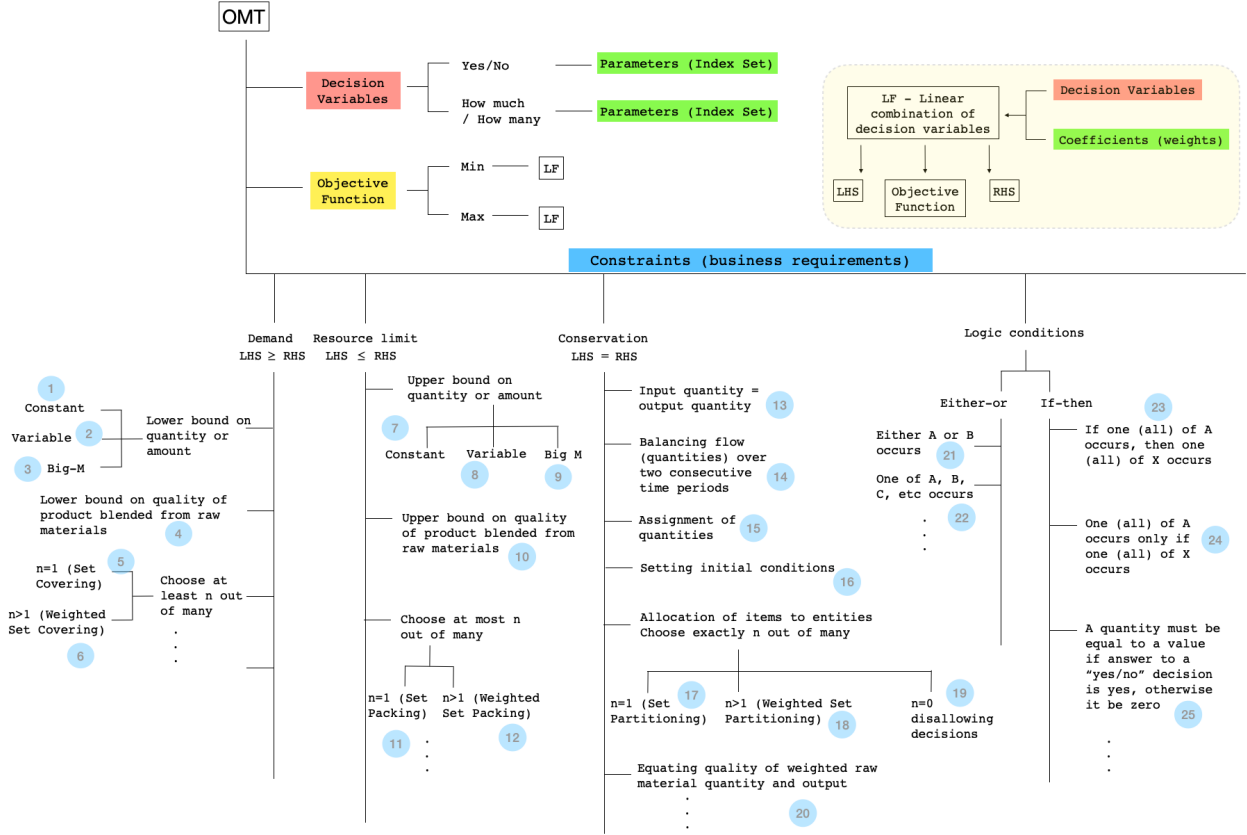 OMT
Decision
Variables
Yes/No
Parameters (Index Set)
How much
/ How many
Parameters (Index Set)
Objective
Function
Min
LF
Max
LF
LF - Linear
combination of
decision variables
Decision Variables
Coefficients (weights)
LHS
Objective
Function
RHS
Constraints (business requirements)
Demand
LHS ≥ RHS
1
Constant
Variable
2
3
Big-M
Lower bound on
quantity or
amount
Lower bound on quality of
product blended from raw
materials
4
5
n=1 (Set
Covering)
n>1 (Weighted
Set Covering)
6
Choose at
least n out
of many
.
.
.
Resource limit
LHS ≤ RHS
Upper bound on
quantity or amount
7
Constant
Variable
8
Big M
9
Upper bound on quality
of product blended from
raw materials
10
Choose at most n
out of many
n=1 (Set
Packing)
11
n>1 (Weighted
Set Packing)
12
.
.
.
Conservation
LHS = RHS
Input quantity =
output quantity
13
Balancing flow
(quantities) over
two consecutive
time periods
14
Assignment of
quantities
15
Setting initial conditions
16
Allocation of items to entities
Choose exactly n out of many
n=1 (Set
Partitioning)
17
n>1 (Weighted Set
Partitioning)
18
19
n=0
disallowing
decisions
Equating quality of weighted raw
material quantity and output
20
.
.
.
Logic conditions
Either-or
If-then
Either A or B
occurs
21
One of A, B,
C, etc occurs
22
.
.
.
23
If one (all) of A
occurs, then one
(all) of X occurs
One (all) of A
occurs only if
one (all) of X
occurs
24
A quantity must be
equal to a value
if answer to a
“yes/no” decision
is yes, otherwise
it be zero
25
.
.
.